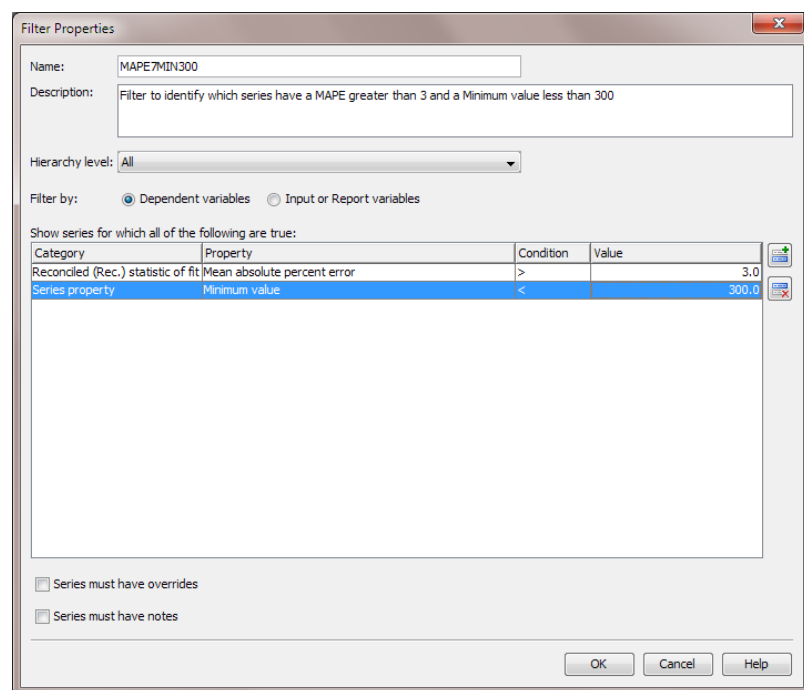 Filter Properties
Name: MAPE7MIN300
Description: Filter to identify which series have a MAPE greater than 3 and a Minimum value less than 300
Hierarchy level: All
Filter by: Dependent variables Input or Report variables
Show series for which all of the following are true:
Category Property Condition Value
Reconciled (Rec.) statistic of fit Mean absolute percent error > 3.0
Series property Minimum value < 300.0
Series must have overrides
Series must have notes
OK Cancel Help